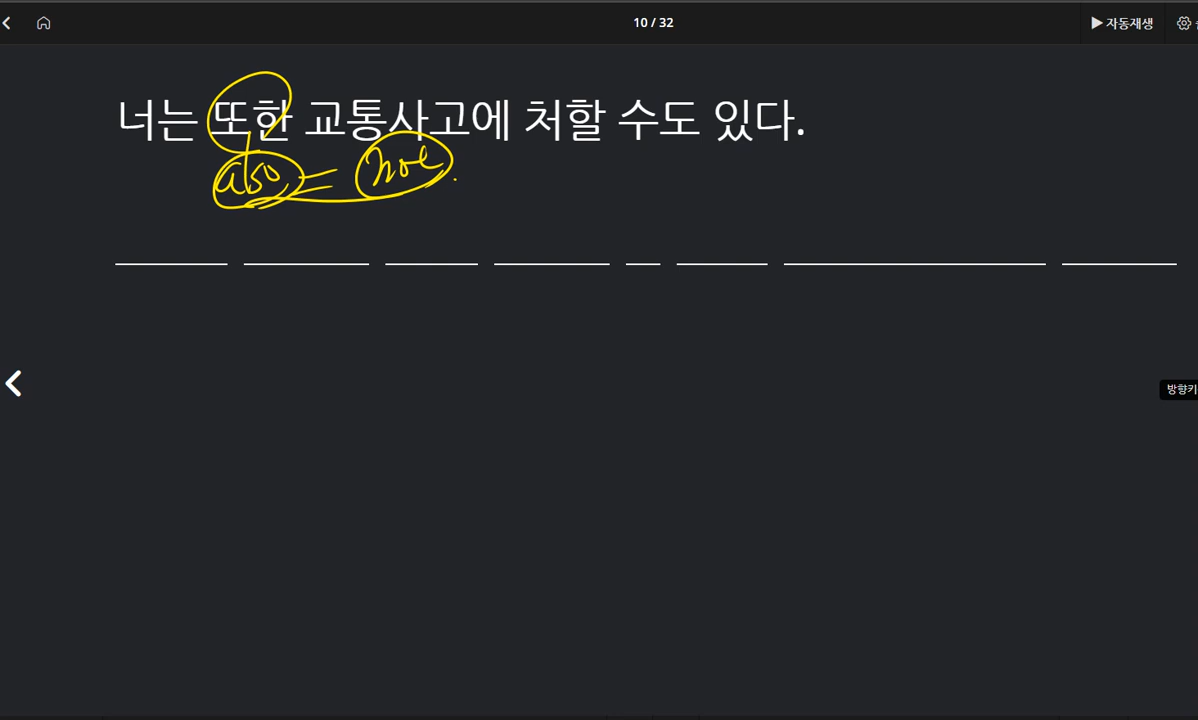 10 / 32
▶ 자동재생
너는 또한 교통사고에 처할 수도 있다.
also =
방향키